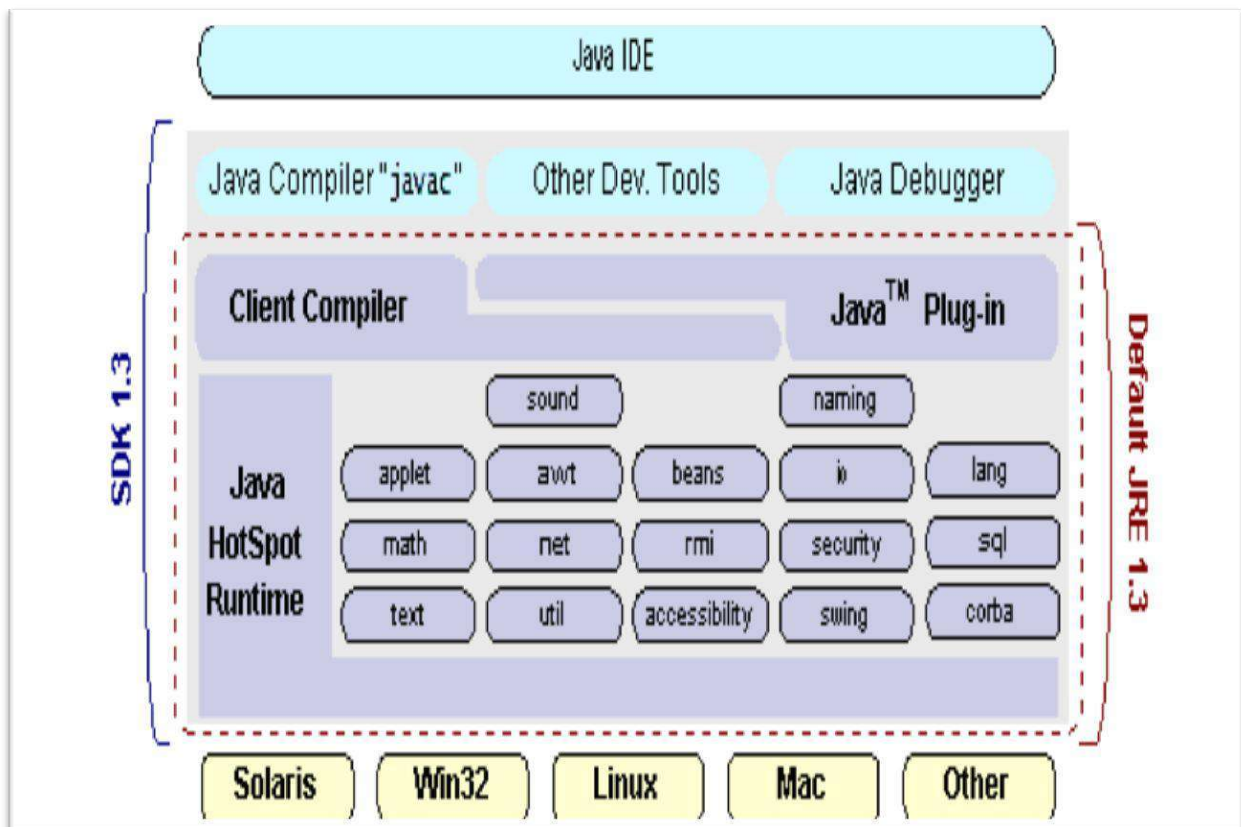 Java IDE
Java Compiler "javac"
Other Dev. Tools
Java Debugger
Client Compiler
Java™ Plug-in
SDK 1.3
Default JRE 1.3
Java
HotSpot
Runtime
sound
naming
applet
awt
beans
io
lang
math
net
rmi
security
sql
text
util
accessibility
swing
corba
Solaris
Win32
Linux
Mac
Other